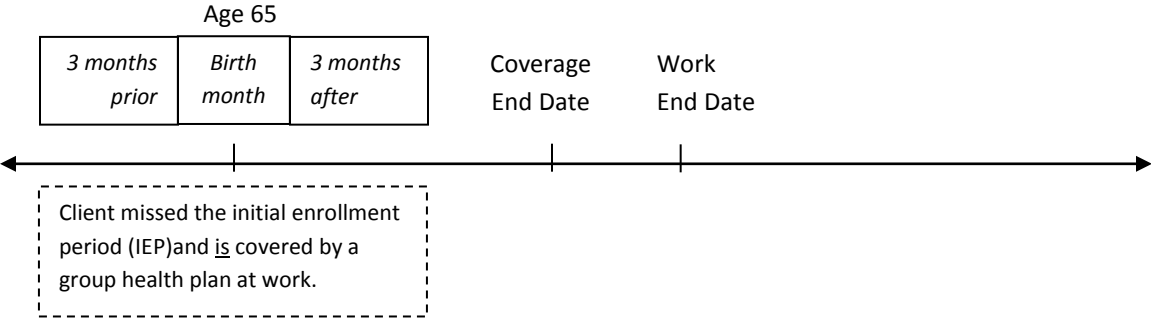 Age 65
3 months
prior
Birth
month
3 months
after
Coverage
End Date
Work
End Date
Client missed the initial enrollment
period (IEP)and is covered by a
group health plan at work.